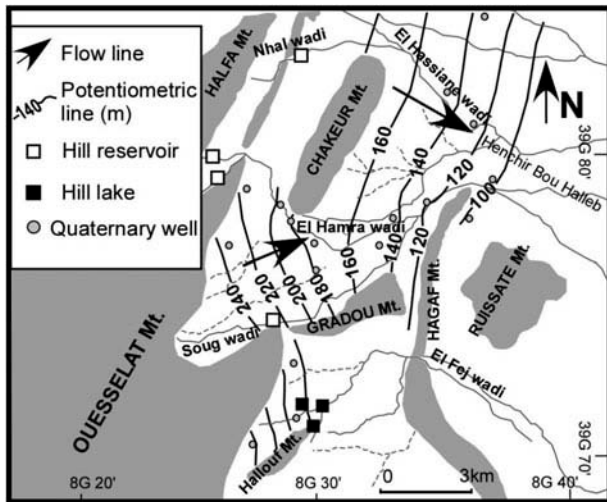 Flow line
-140- Potentiometric
line (m)
Hill reservoir
Hill lake
Quaternary well
HALFA Mt.
Nhal wadi
El Hassiane wadi
N
CHAKEUR Mt.
160
140
120
Henchir Bou Halleb
39G 80
120
100
El Hamra wadi
240
220
200
180
160
140
120
HAGAF Mt.
RUISSATE Mt.
GRADOU Mt.
Soug wadi
OUESSELAT Mt.
El Fej wadi
Hallouf Mt.
39G 70
8G 20'
8G 30'
0
3km
8G 40'